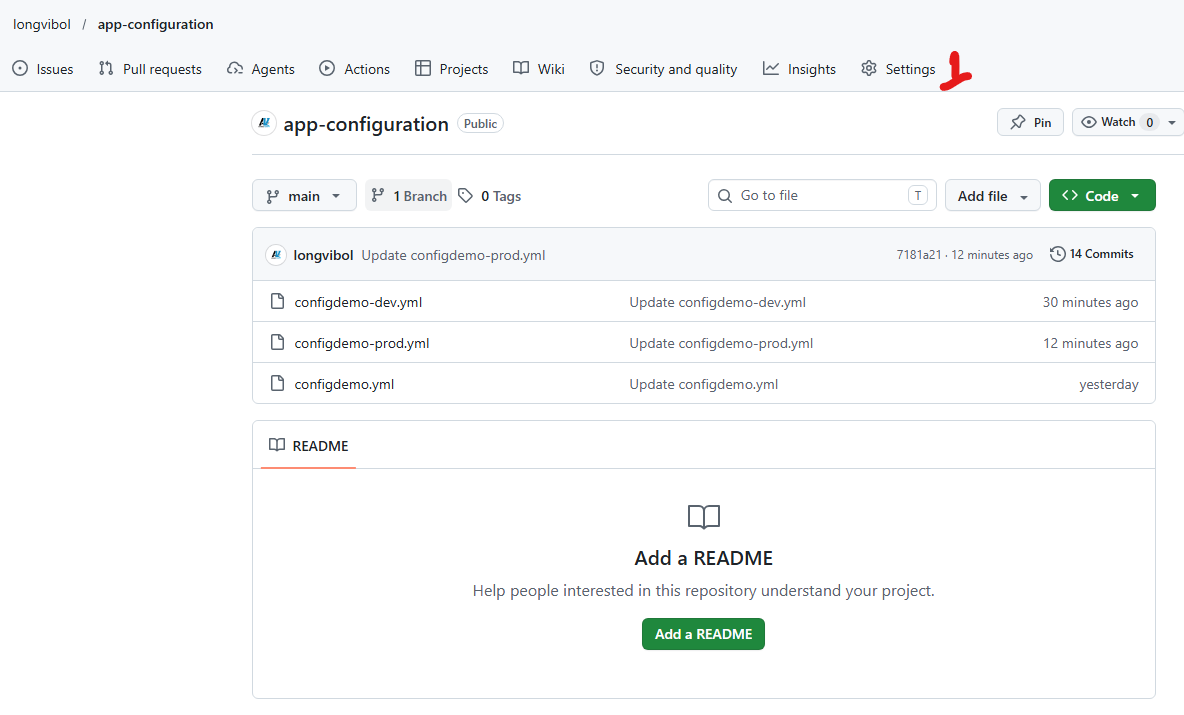 longvibol / app-configuration
Issues Pull requests Agents Actions Projects Wiki Security and quality Insights Settings 1
app-configuration Public Pin Watch 0
main 1 Branch 0 Tags Go to file T Add file Code
longvibol Update configdemo-prod.yml 7181a21 · 12 minutes ago 14 Commits
configdemo-dev.yml Update configdemo-dev.yml 30 minutes ago
configdemo-prod.yml Update configdemo-prod.yml 12 minutes ago
configdemo.yml Update configdemo.yml yesterday
README
Add a README
Help people interested in this repository understand your project.
Add a README